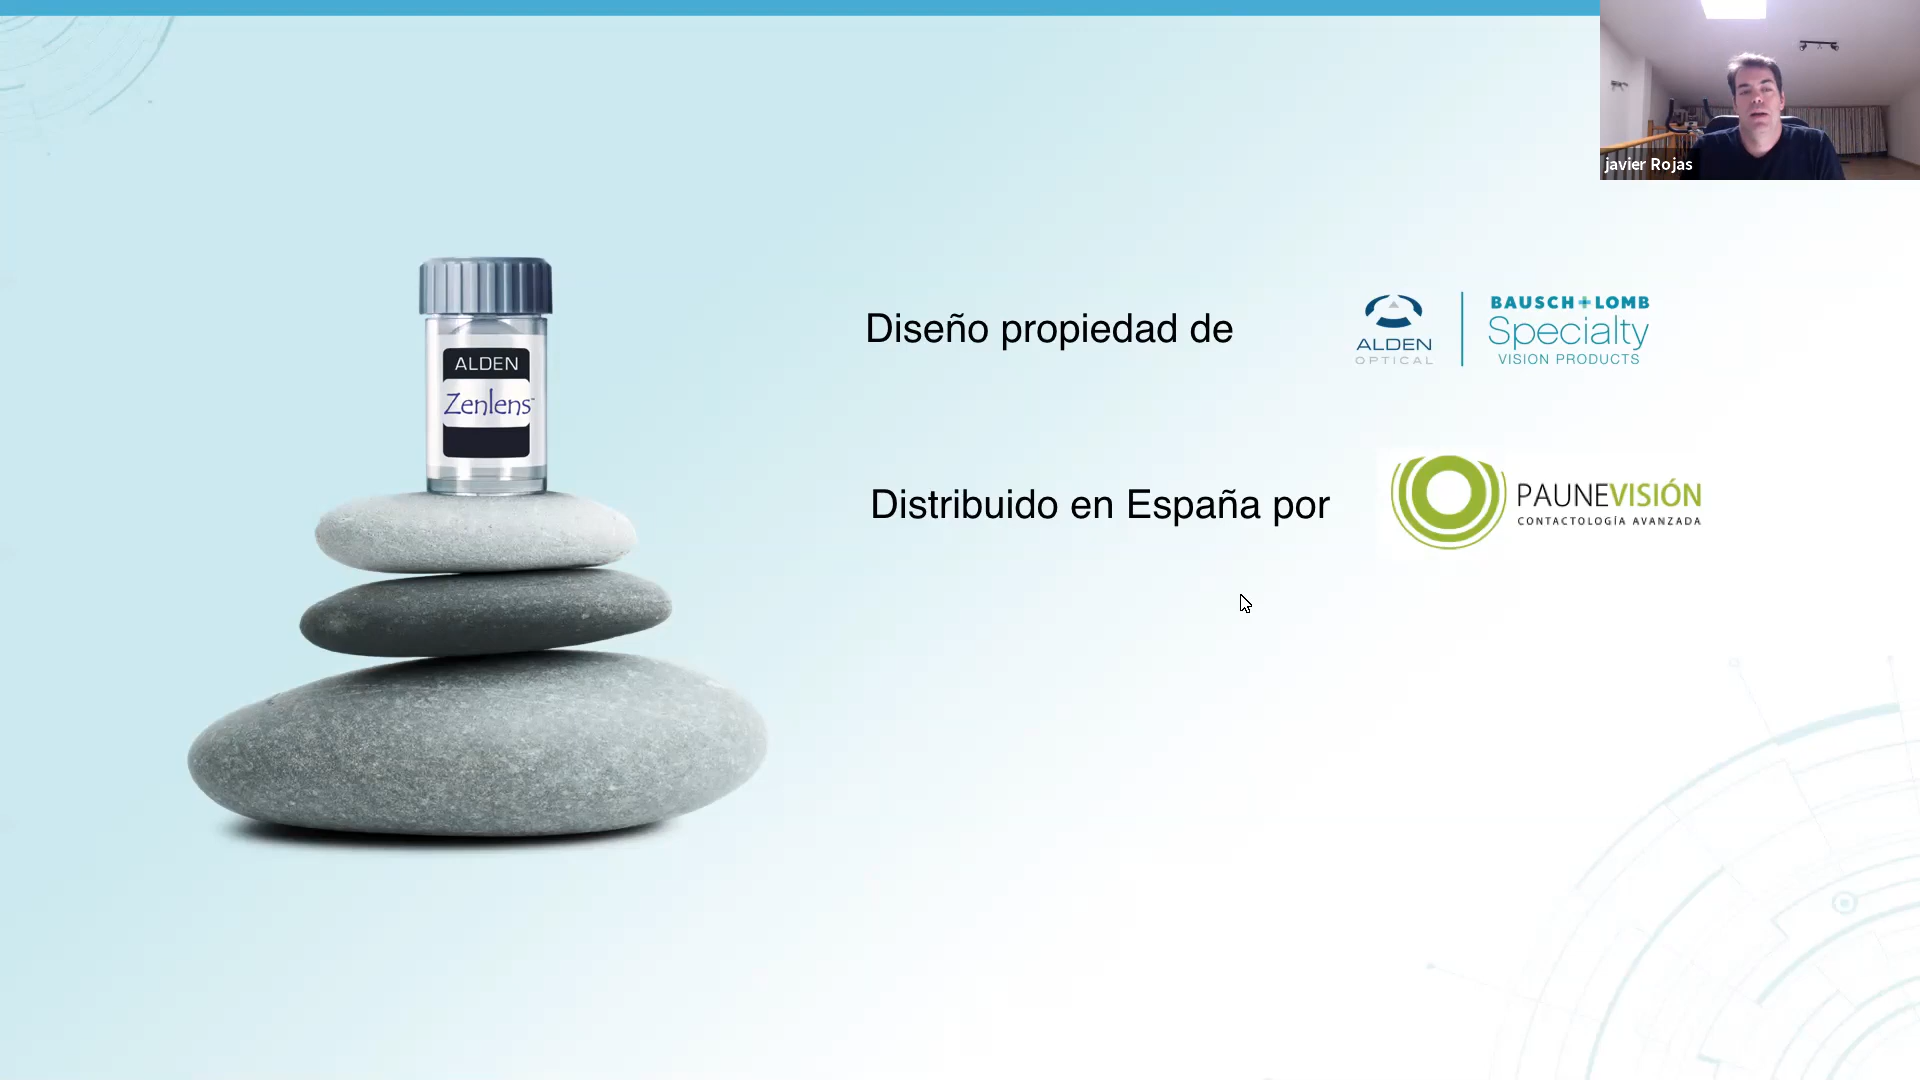 javier Rojas
Diseño propiedad de
ALDEN
OPTICAL
BAUSCH+LOMB
Specialty
VISION PRODUCTS
ALDEN
Zenlens™
Distribuido en España por
PAUNEVISIÓN
CONTACTOLOGÍA AVANZADA